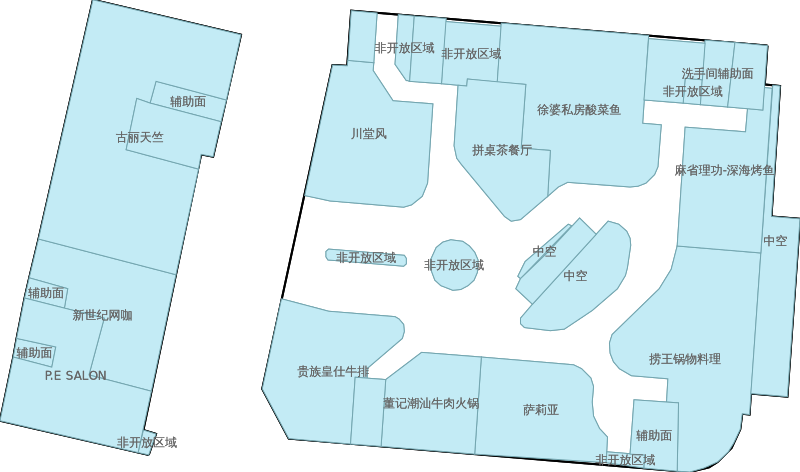 非开放区域
非开放区域
洗手间辅助面
非开放区域
辅助面
徐婆私房酸菜鱼
川堂风
古丽天竺
拼桌茶餐厅
麻省理功-深海烤鱼
中空
中空
非开放区域
非开放区域
中空
辅助面
新世纪网咖
辅助面
捞王锅物料理
P.E SALON
贵族皇仕牛排
董记潮汕牛肉火锅
萨莉亚
辅助面
非开放区域
非开放区域